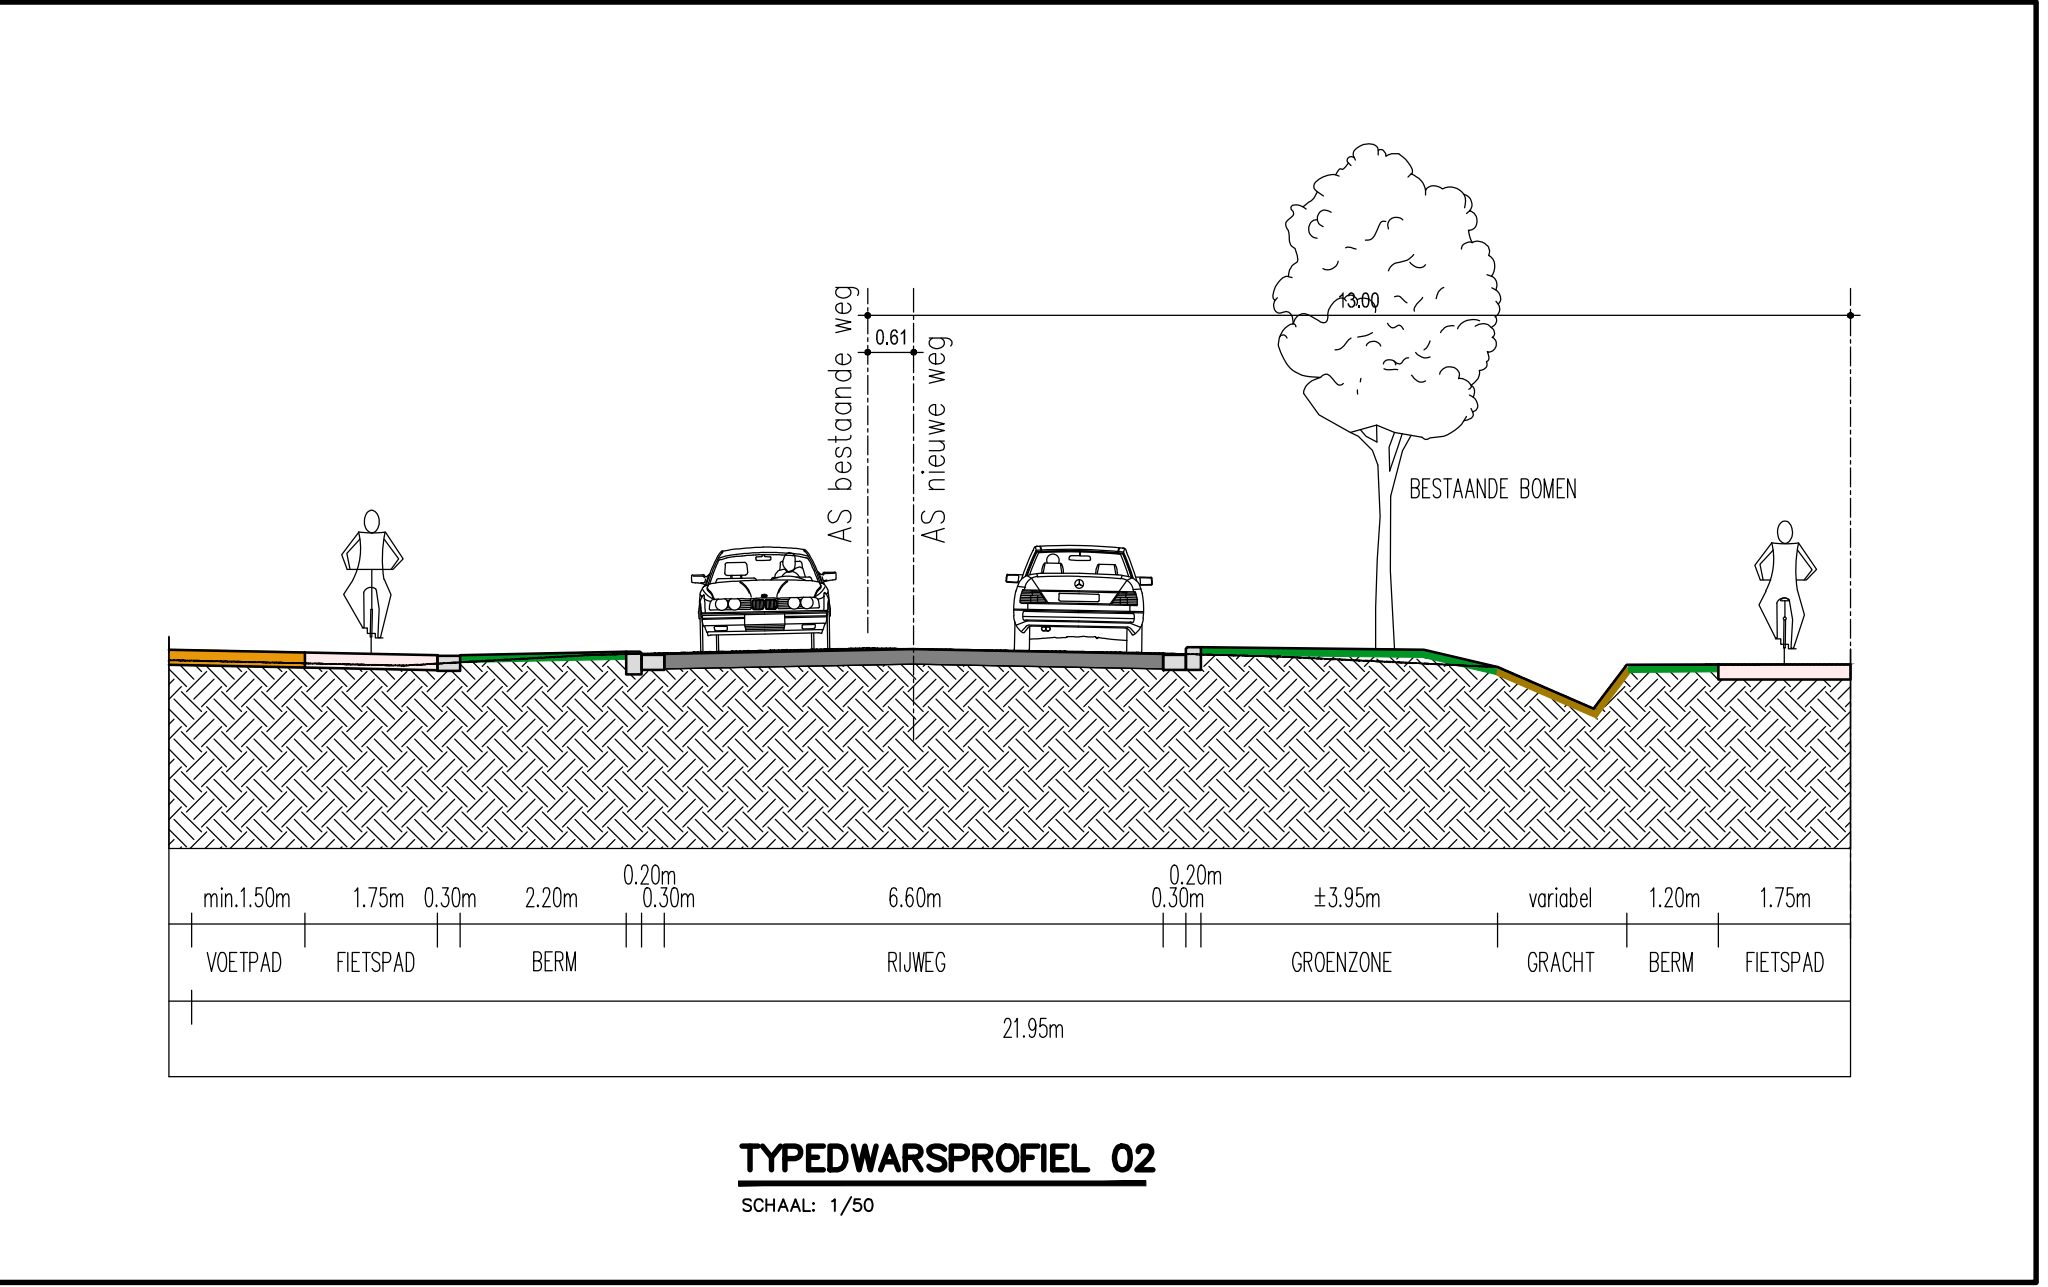 13.00
0.61
AS bestaande weg
AS nieuwe weg
BESTAANDE BOMEN
0.20m 0.20m
min.1.50m 1.75m 0.30m 2.20m 0.30m 6.60m 0.30m ±3.95m variabel 1.20m 1.75m
VOETPAD FIETSPAD BERM RIJWEG GROENZONE GRACHT BERM FIETSPAD
21.95m
TYPEDWARSPROFIEL 02
SCHAAL: 1/50